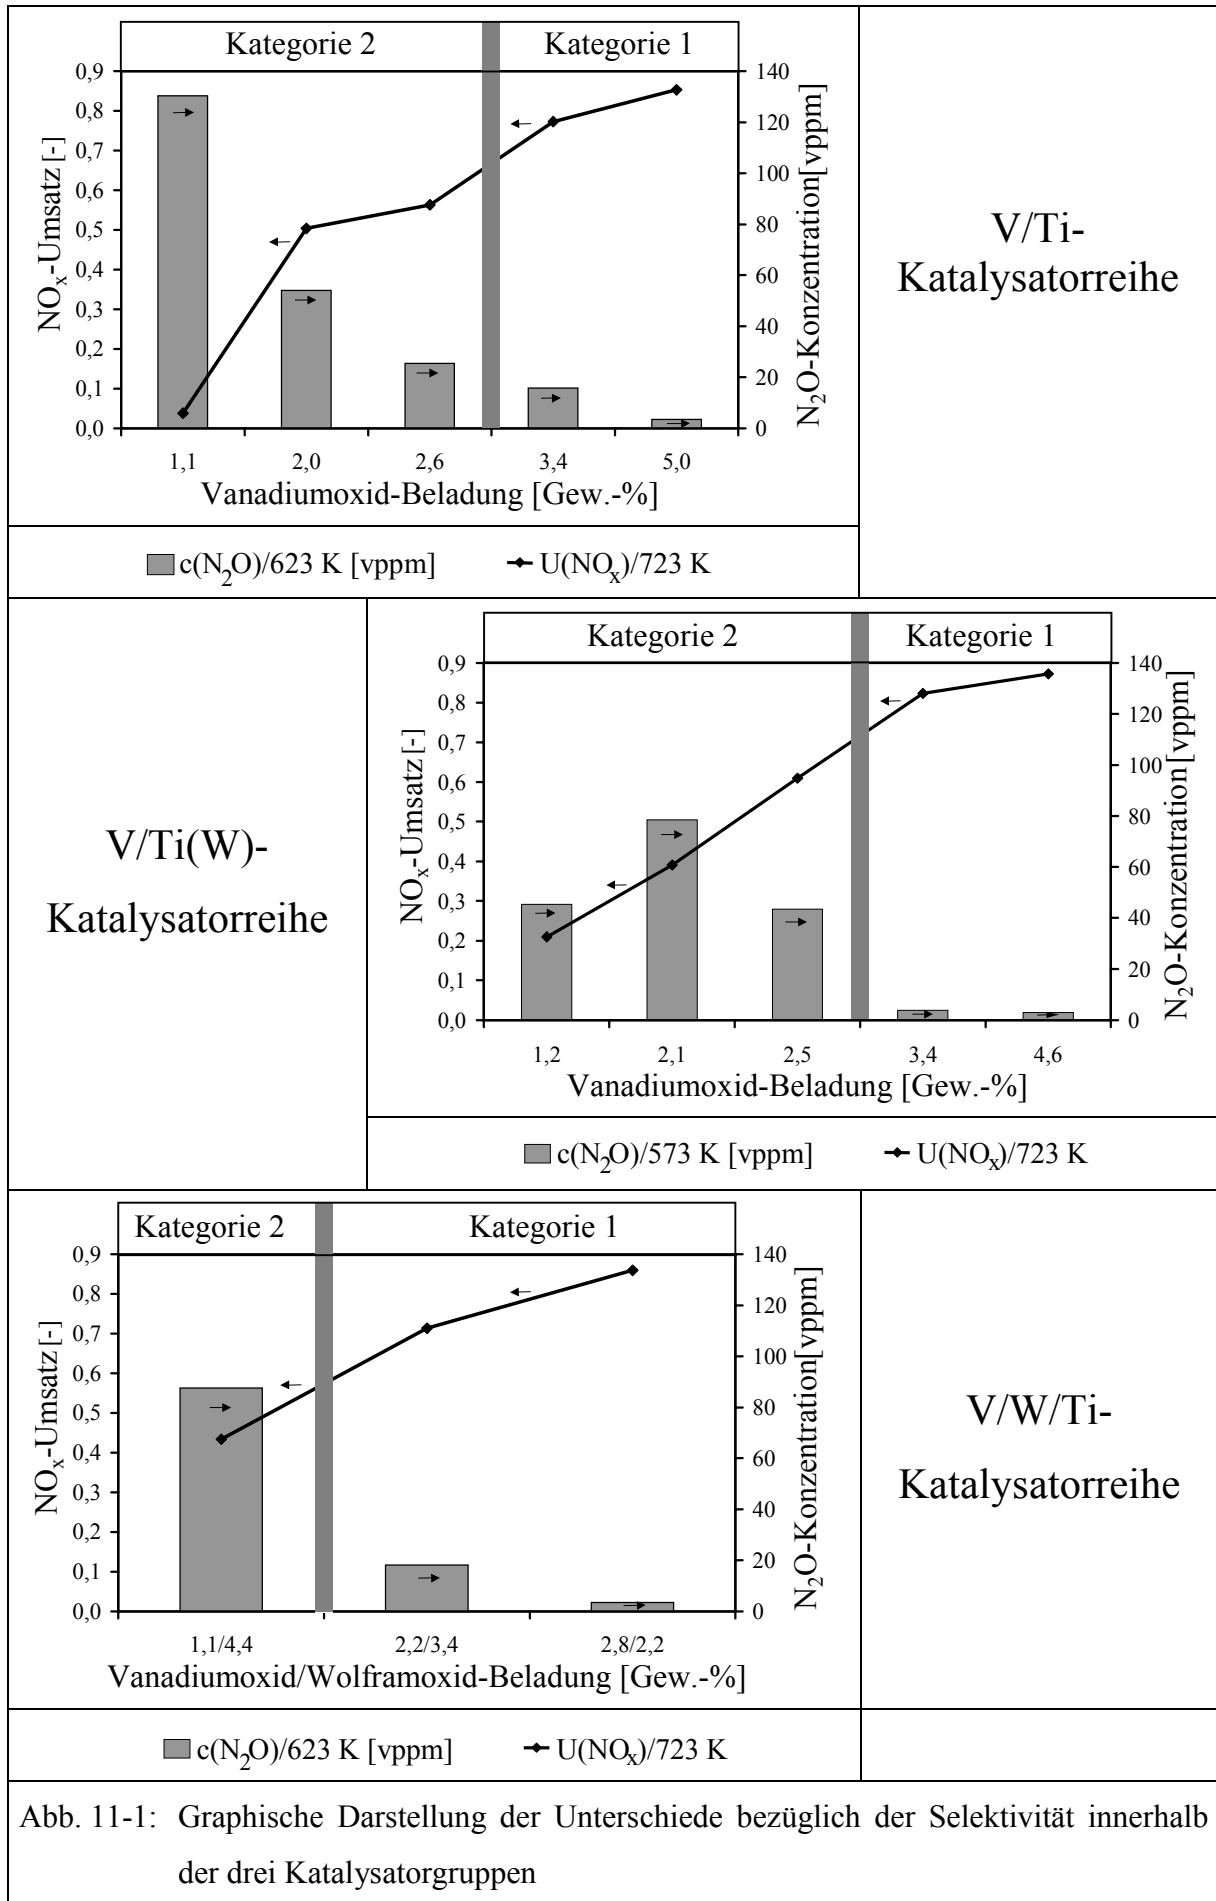 Kategorie 2 Kategorie 1
0,9
0,8
0,7
0,6
0,5
0,4
0,3
0,2
0,1
0,0
NOx-Umsatz [-]
140
120
100
80
60
40
20
0
N2O-Konzentration[vppm]
1,1 2,0 2,6 3,4 5,0
Vanadiumoxid-Beladung [Gew.-%]
c(N2O)/623 K [vppm] U(NOx)/723 K
V/Ti-
Katalysatorreihe
V/Ti(W)-
Katalysatorreihe
Kategorie 2 Kategorie 1
0,9
0,8
0,7
0,6
0,5
0,4
0,3
0,2
0,1
0,0
NOx-Umsatz [-]
140
120
100
80
60
40
20
0
N2O-Konzentration[vppm]
1,2 2,1 2,5 3,4 4,6
Vanadiumoxid-Beladung [Gew.-%]
c(N2O)/573 K [vppm] U(NOx)/723 K
Kategorie 2 Kategorie 1
0,9
0,8
0,7
0,6
0,5
0,4
0,3
0,2
0,1
0,0
NOx-Umsatz [-]
140
120
100
80
60
40
20
0
N2O-Konzentration[vppm]
1,1/4,4 2,2/3,4 2,8/2,2
Vanadiumoxid/Wolframoxid-Beladung [Gew.-%]
c(N2O)/623 K [vppm] U(NOx)/723 K
V/W/Ti-
Katalysatorreihe
Abb. 11-1: Graphische Darstellung der Unterschiede bezüglich der Selektivität innerhalb
der drei Katalysatorgruppen